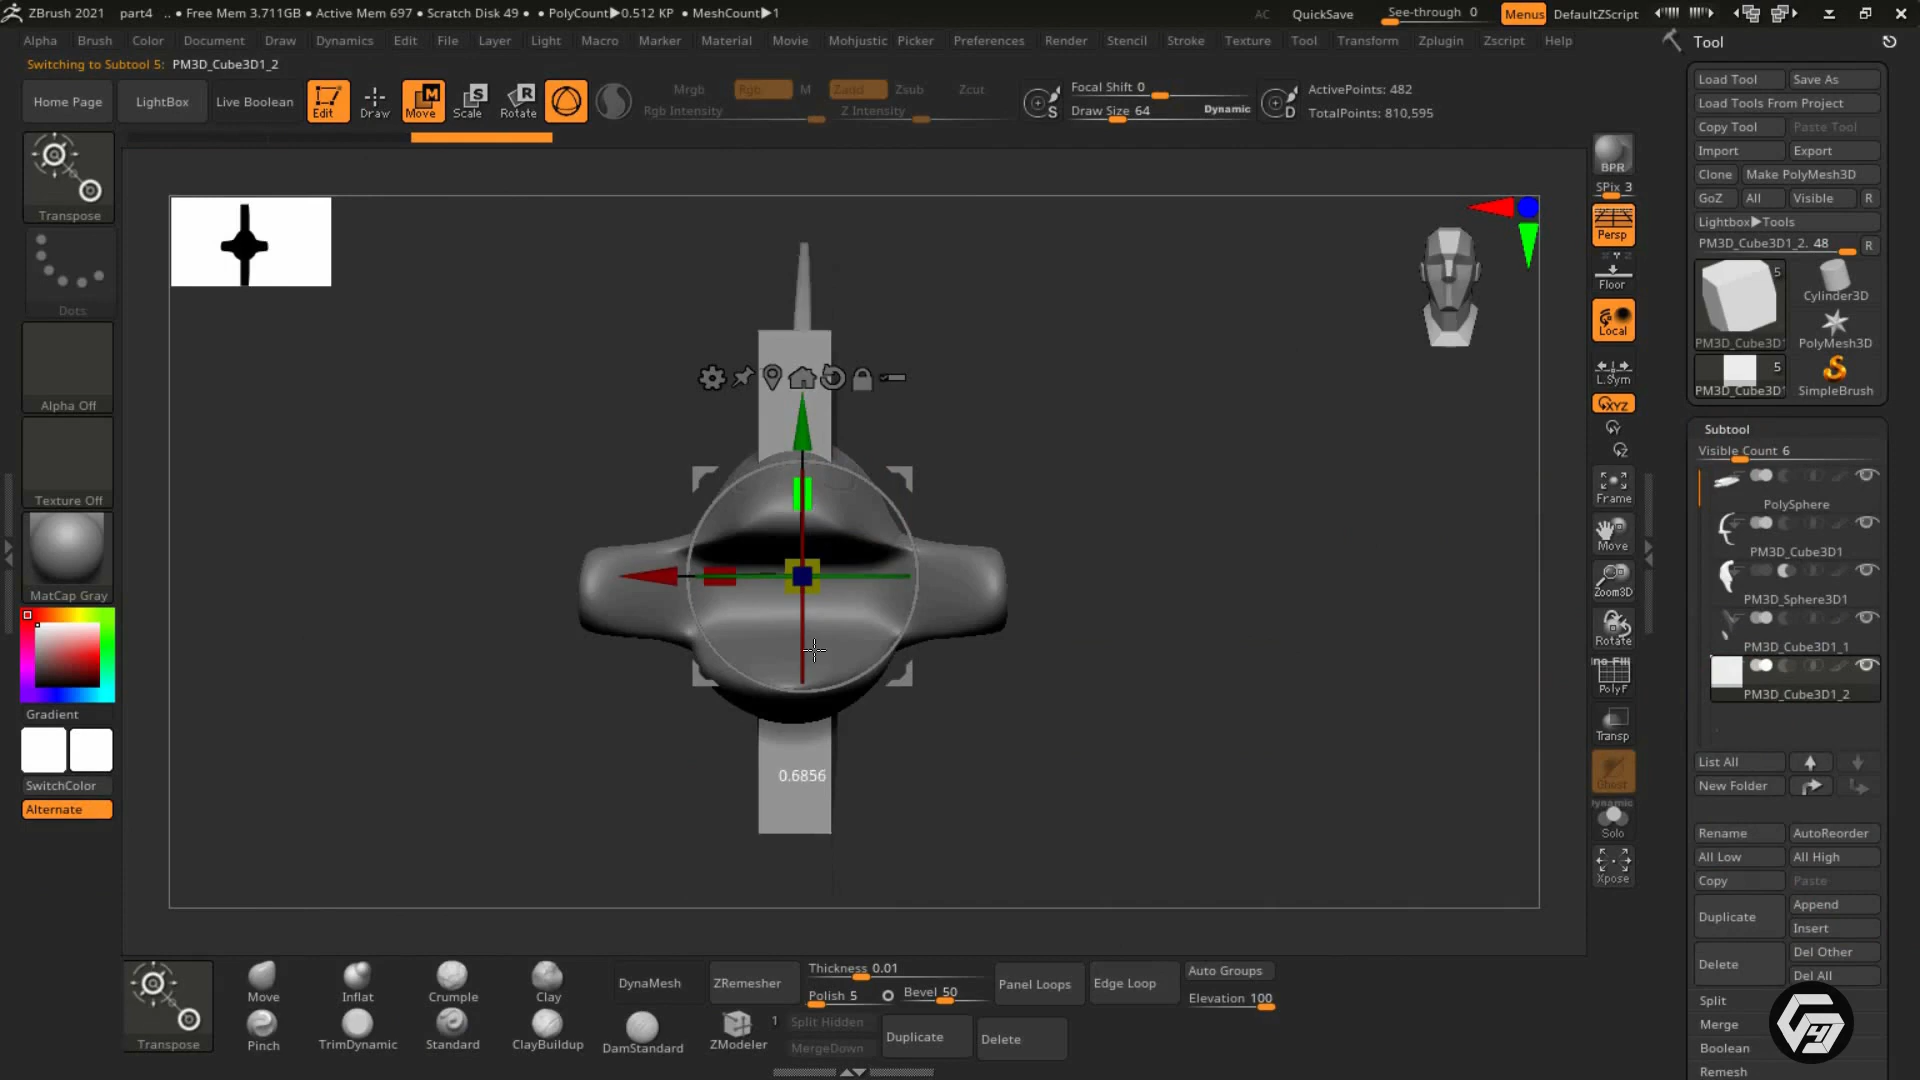 ZBrush 2021 part4 .. • Free Mem 3.711GB • Active Mem 697 • Scratch Disk 49 • • PolyCount▶0.512 KP • MeshCount▶1
AC QuickSave See-through 0 Menus DefaultZScript
Alpha Brush Color Document Draw Dynamics Edit File Layer Light Macro Marker Material Movie Mohjustic Picker Preferences Render Stencil Stroke Texture Tool Transform Zplugin Zscript Help
Tool
Switching to Subtool 5: PM3D_Cube3D1_2
Home Page LightBox Live Boolean Edit Draw Move Scale Rotate
M S R
Mrgb Rgb M Zadd Zsub Zcut
Rgb Intensity Z Intensity
S Focal Shift 0
Draw Size 64 Dynamic
D ActivePoints: 482
TotalPoints: 810,595
Load Tool Save As
Load Tools From Project
Copy Tool Paste Tool
Import Export
Clone Make PolyMesh3D
GoZ All Visible R
Lightbox▶Tools
PM3D_Cube3D1_2. 48 R
5 Cylinder3D
PM3D_Cube3D1 PolyMesh3D
5
PM3D_Cube3D1 SimpleBrush
Subtool
Visible Count 6
PolySphere
PM3D_Cube3D1
PM3D_Sphere3D1
PM3D_Cube3D1_1
PM3D_Cube3D1_2
List All
New Folder
Rename AutoReorder
All Low All High
Copy Paste
Duplicate Append
Insert
Delete Del Other
Del All
Split
Merge
Boolean
Remesh
BPR
SPix 3
Persp
Floor
Local
L.Sym
XYZ
Frame
Move
Zoom3D
Rotate
Line Fill
PolyF
Transp
Ghost
Dynamic
Solo
Xpose
Transpose
Dots
Alpha Off
Texture Off
MatCap Gray
Gradient
SwitchColor
Alternate
0.6856
Transpose
Move Inflat Crumple Clay
Pinch TrimDynamic Standard ClayBuildup DamStandard ZModeler 1
DynaMesh ZRemesher
Thickness 0.01
Polish 5 Bevel 50
Panel Loops Edge Loop
Auto Groups
Elevation 100
Split Hidden
MergeDown
Duplicate Delete